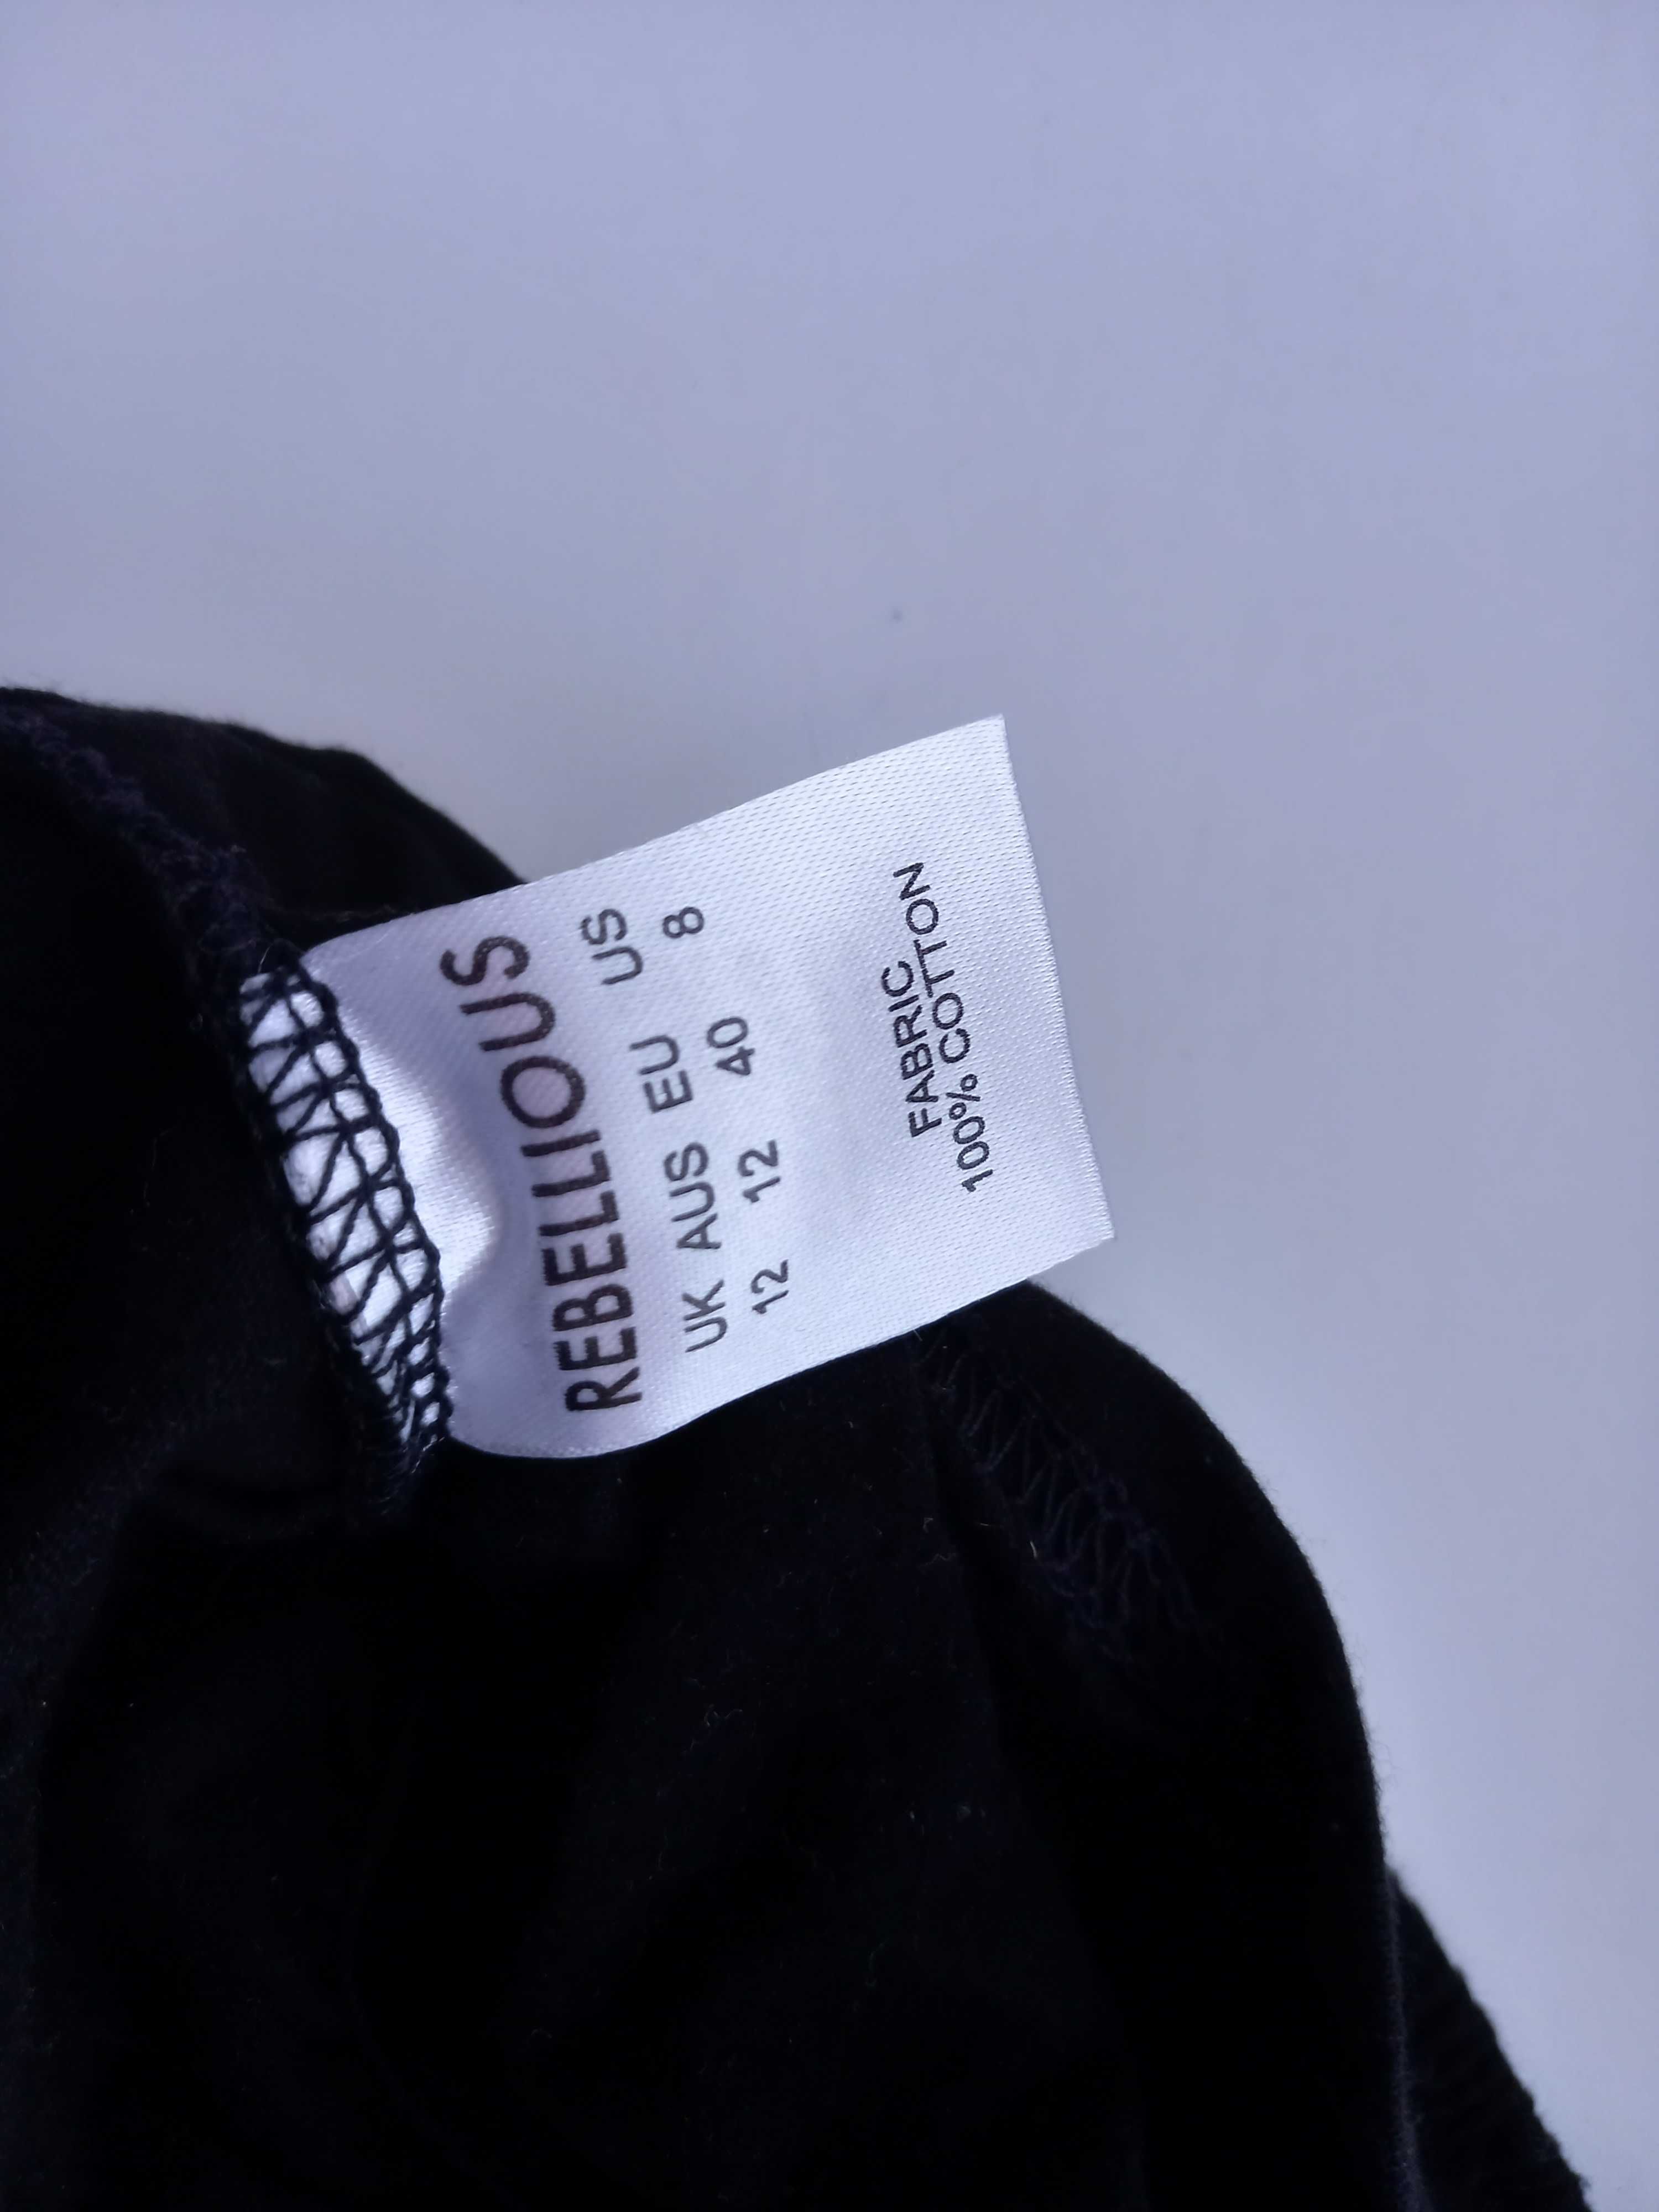 REBELLIOUS
UK AUS EU US
12 12 40 8
FABRIC
100% COTTON